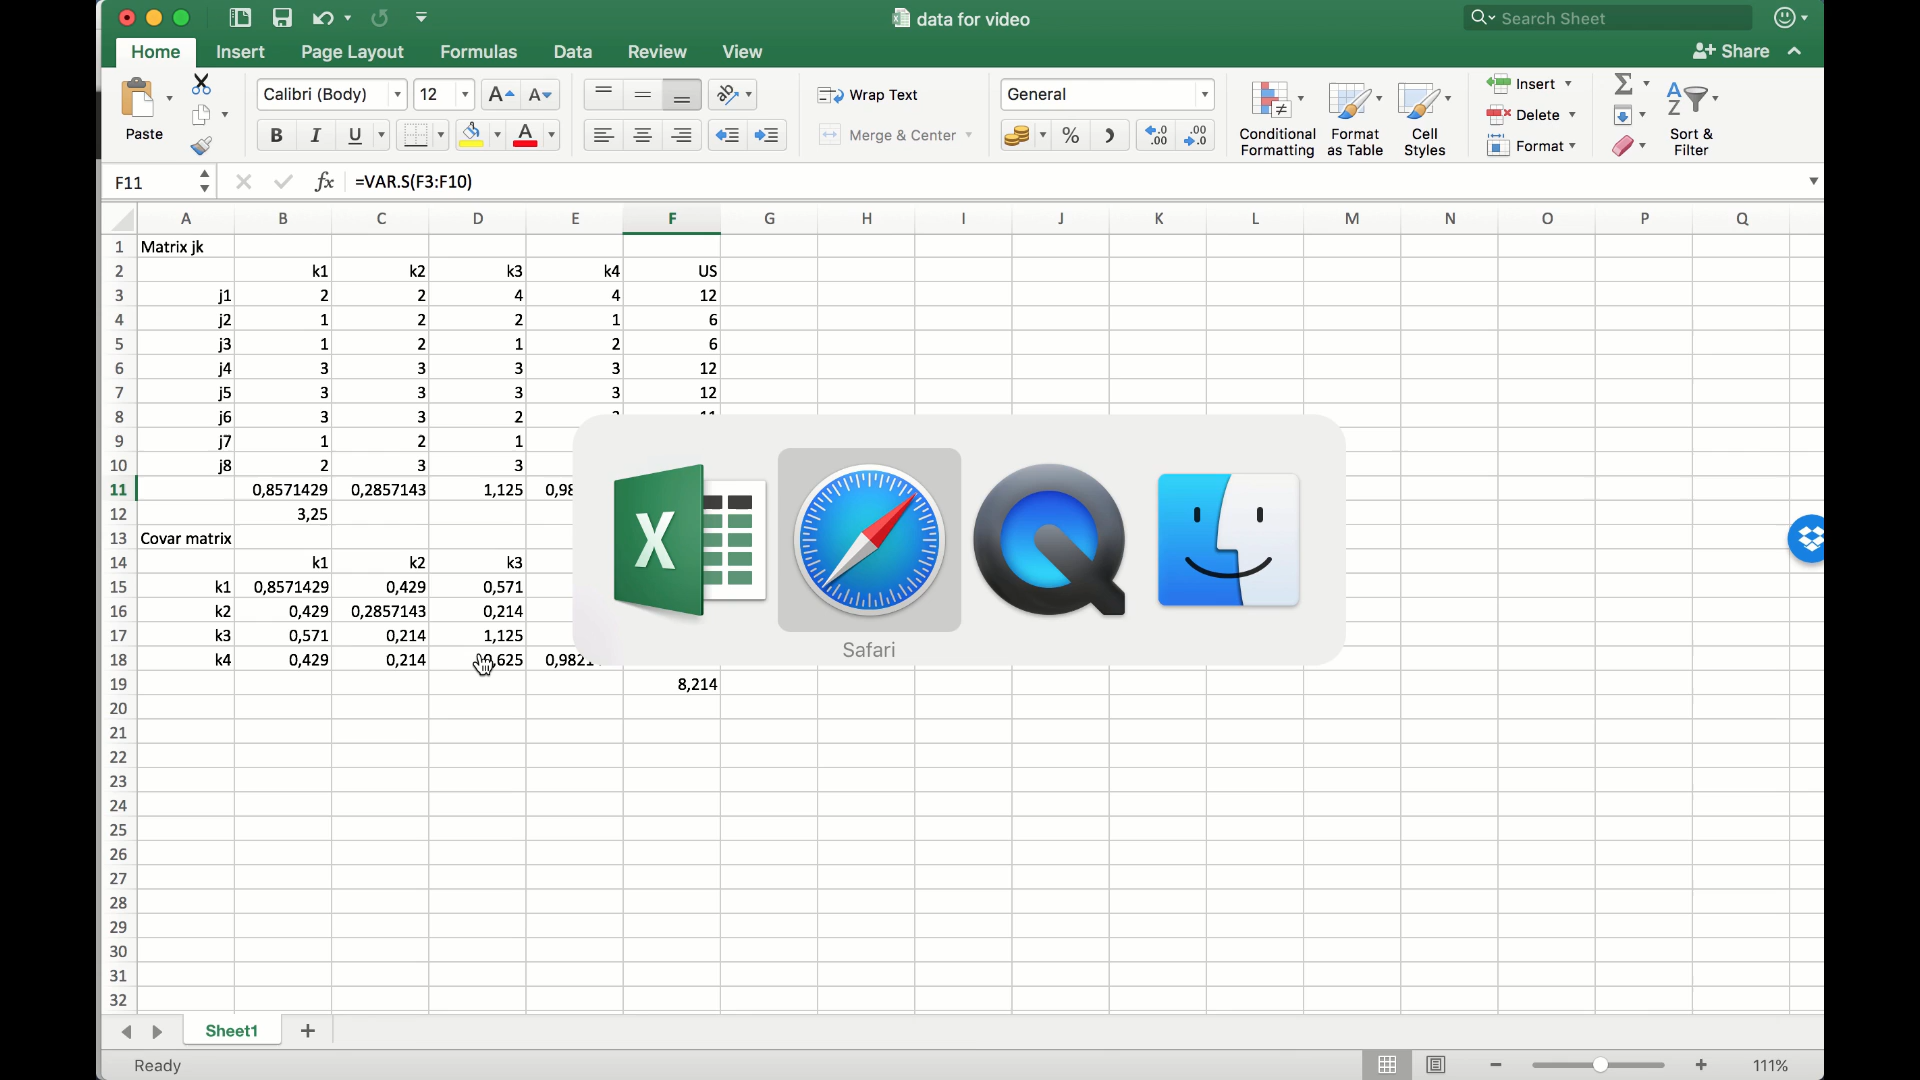 data for video
Search Sheet
Home Insert Page Layout Formulas Data Review View Share
Paste
Calibri (Body) 12
Wrap Text
Merge & Center
General
Conditional Formatting
Format as Table
Cell Styles
Insert
Delete
Format
Sort & Filter
F11 fx =VAR.S(F3:F10)
A B C D E F G H I J K L M N O P Q
1 Matrix jk
2 k1 k2 k3 k4 US
3 j1 2 2 4 4 12
4 j2 1 2 2 1 6
5 j3 1 2 1 2 6
6 j4 3 3 3 3 12
7 j5 3 3 3 3 12
8 j6 3 3 2
9 j7 1 2 1
10 j8 2 3 3
11 0,8571429 0,2857143 1,125
12 3,25
13 Covar matrix
14 k1 k2 k3
15 k1 0,8571429 0,429 0,571
16 k2 0,429 0,2857143 0,214
17 k3 0,571 0,214 1,125
18 k4 0,429 0,214
19 8,214
20
21
22
23
24
25
26
27
28
29
30
31
32
Safari
Sheet1
Ready
111%